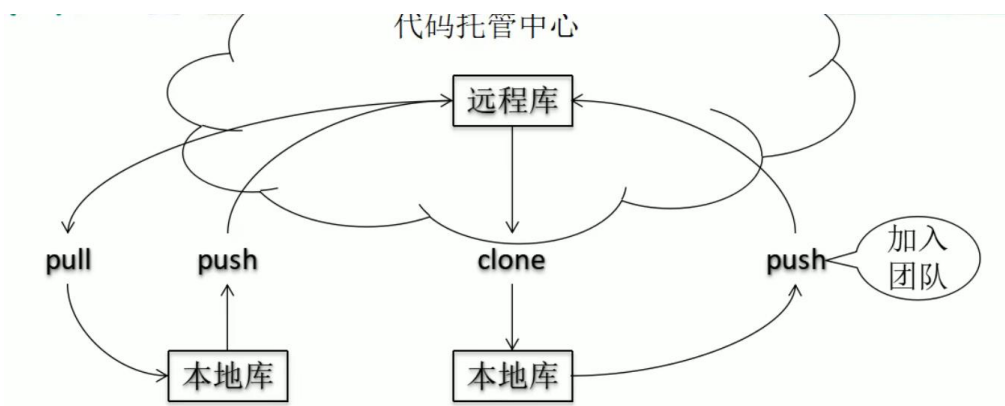 代码托管中心
远程库
pull
push
clone
push
加入
团队
本地库
本地库